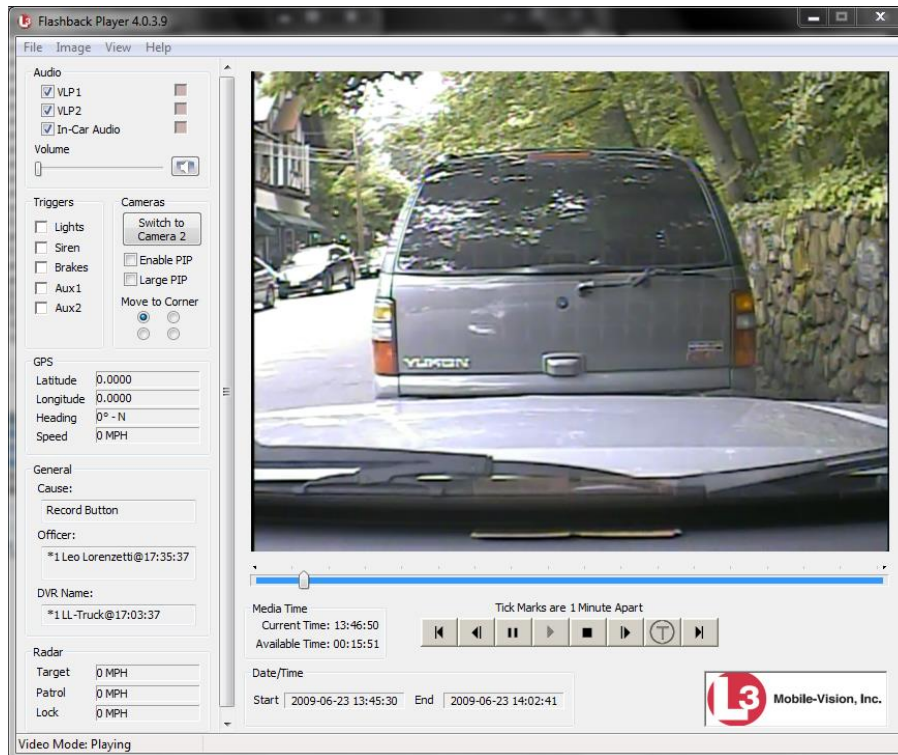 Flashback Player 4.0.3.9
File Image View Help
Audio
VLP1
VLP2
In-Car Audio
Volume
Triggers
Lights
Siren
Brakes
Aux1
Aux2
Cameras
Switch to
Camera 2
Enable PIP
Large PIP
Move to Corner
GPS
Latitude 0.0000
Longitude 0.0000
Heading 0° - N
Speed 0 MPH
General
Cause:
Record Button
Officer:
*1 Leo Lorenzetti@17:35:37
DVR Name:
*1 LL-Truck@17:03:37
Radar
Target 0 MPH
Patrol 0 MPH
Lock 0 MPH
Video Mode: Playing
YUKON
Media Time
Current Time: 13:46:50
Available Time: 00:15:51
Tick Marks are 1 Minute Apart
T
Date/Time
Start 2009-06-23 13:45:30 End 2009-06-23 14:02:41
L3 Mobile-Vision, Inc.